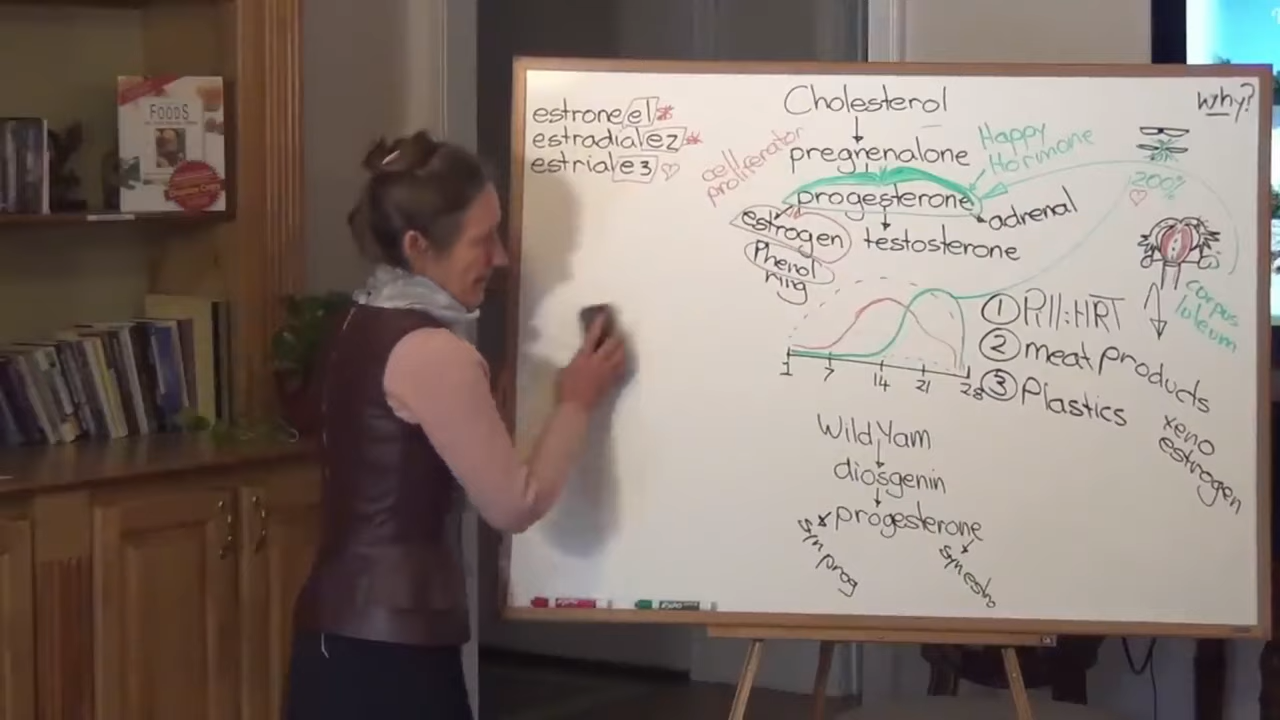 estrone e1 *
estradial e2 *
estrial e3
cell
proliferator
Cholesterol
pregnenalone
progesterone
estrogen
testosterone
adrenal
Phenol
ring
Happy
Hormone
why?
200%
corpus
luteum
1 7 14 21 28
① Pill:HRT
② meat products
③ Plastics
xeno
estrogen
Wild Yam
diosgenin
progesterone
syn prog
syn estro
FOODS